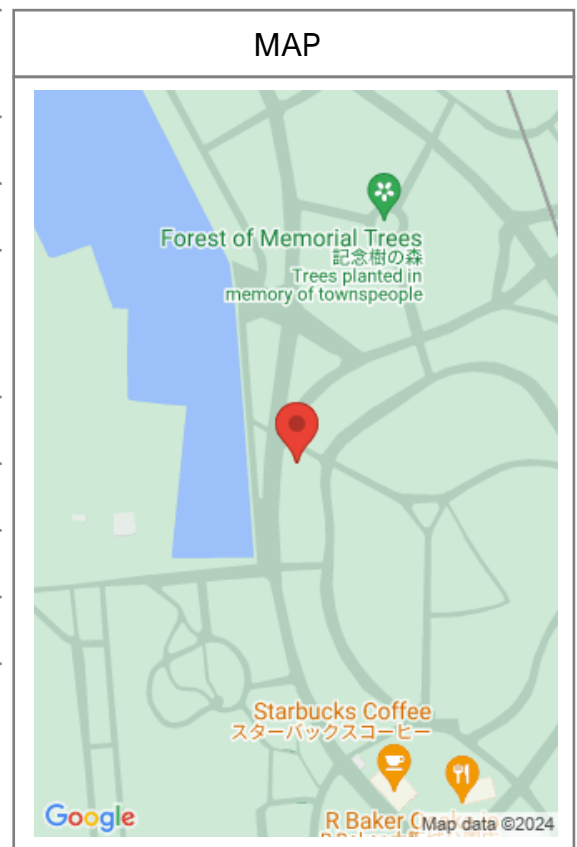 MAP
Forest of Memorial Trees
記念樹の森
Trees planted in
memory of townspeople
Starbucks Coffee
スターバックスコーヒー
R Baker
Google
Map data ©2024